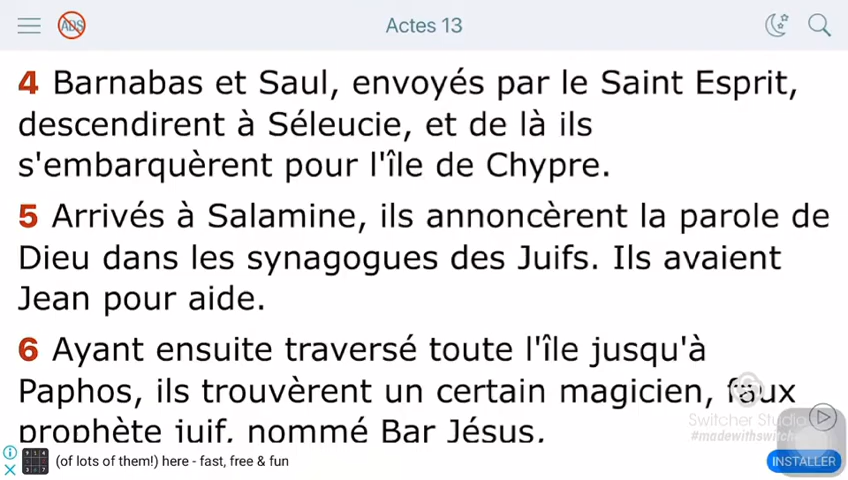 Actes 13
ADS
4 Barnabas et Saul, envoyés par le Saint Esprit,
descendirent à Séleucie, et de là ils
s'embarquèrent pour l'île de Chypre.
5 Arrivés à Salamine, ils annoncèrent la parole de
Dieu dans les synagogues des Juifs. Ils avaient
Jean pour aide.
6 Ayant ensuite traversé toute l'île jusqu'à
Paphos, ils trouvèrent un certain magicien, faux
prophète juif, nommé Bar Jésus,
Switcher Studio
#madewithswitch
(of lots of them!) here - fast, free & fun
INSTALLER